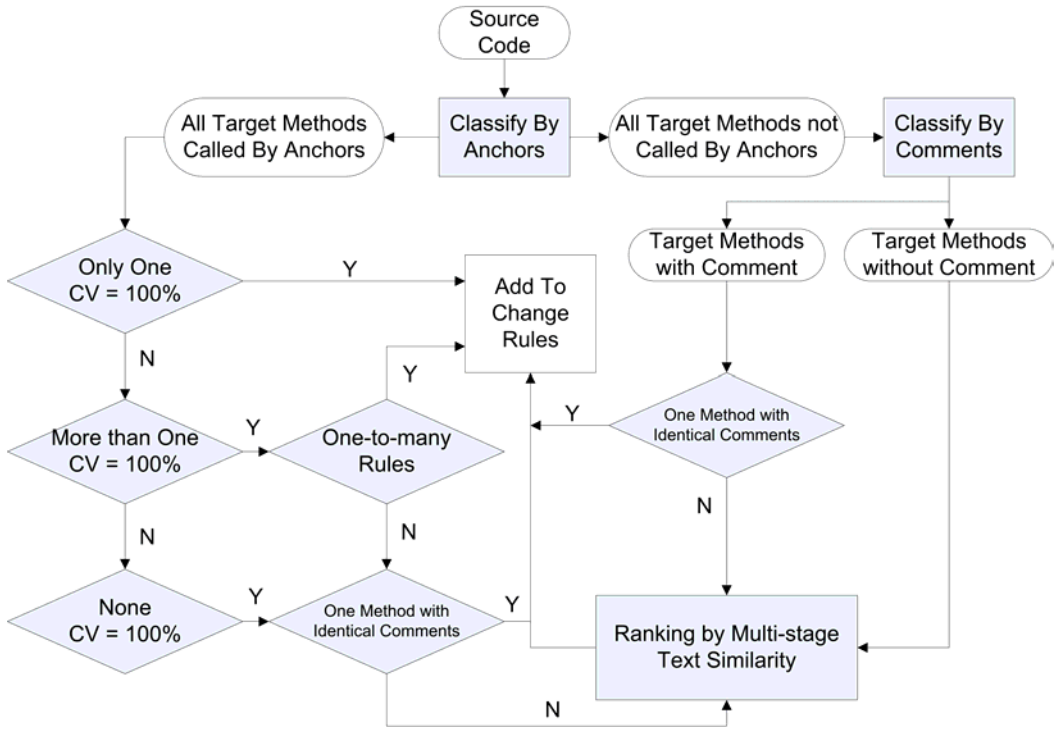 Source
Code
All Target Methods
Called By Anchors
Classify By
Anchors
All Target Methods not
Called By Anchors
Classify By
Comments
Target Methods
with Comment
Target Methods
without Comment
Only One
CV = 100%
Y
Add To
Change
Rules
N
Y
Y
One Method with
Identical Comments
More than One
CV = 100%
Y
One-to-many
Rules
N
N
N
None
CV = 100%
Y
One Method with
Identical Comments
Y
Ranking by Multi-stage
Text Similarity
N